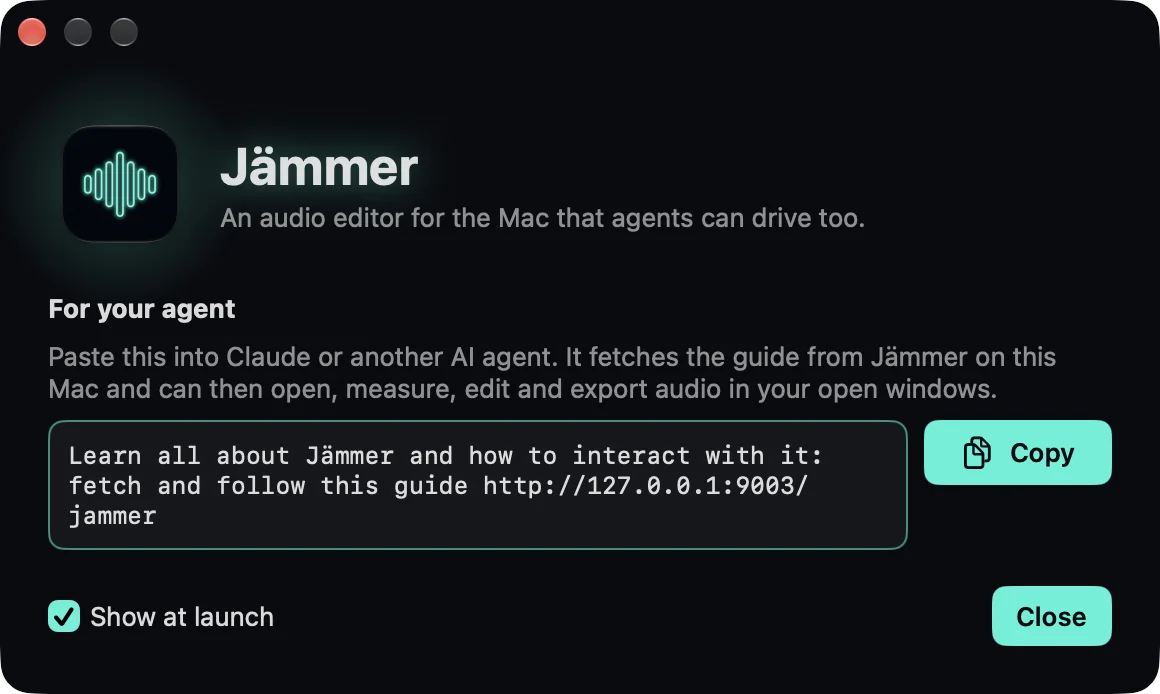 Jämmer
An audio editor for the Mac that agents can drive too.
For your agent
Paste this into Claude or another AI agent. It fetches the guide from Jämmer on this
Mac and can then open, measure, edit and export audio in your open windows.
Learn all about Jämmer and how to interact with it:
fetch and follow this guide http://127.0.0.1:9003/
jammer
Copy
Show at launch
Close